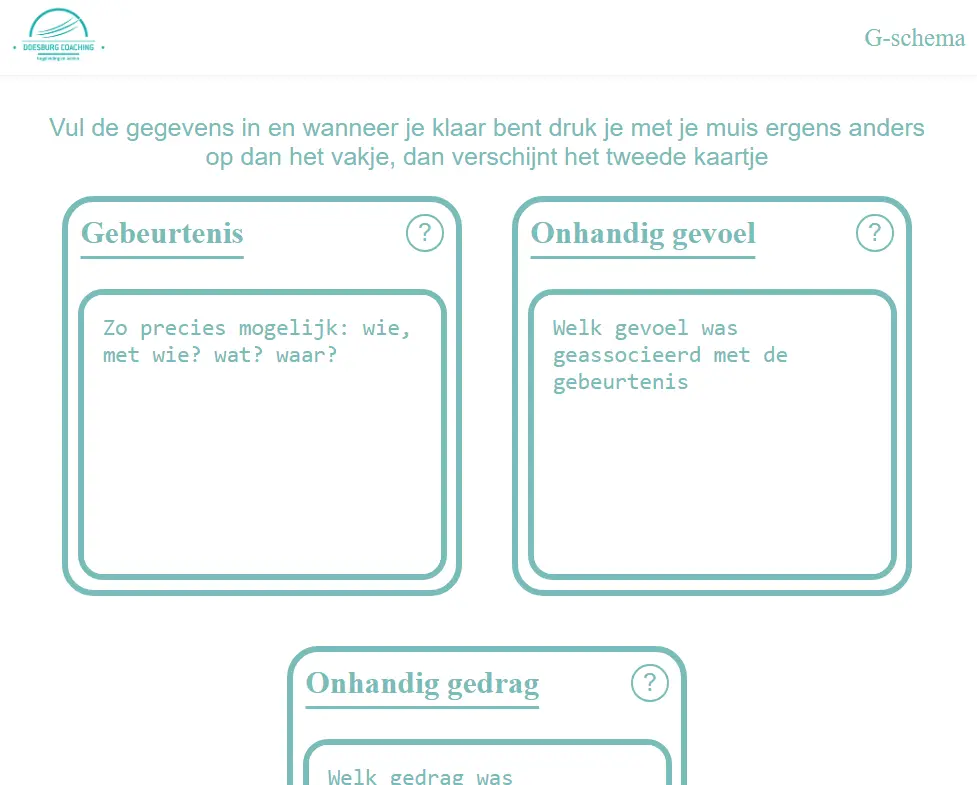 DOESBURG COACHING
G-schema
Vul de gegevens in en wanneer je klaar bent druk je met je muis ergens anders
op dan het vakje, dan verschijnt het tweede kaartje
Gebeurtenis ?
Onhandig gevoel ?
Zo precies mogelijk: wie,
met wie? wat? waar?
Welk gevoel was
geassocieerd met de
gebeurtenis
Onhandig gedrag ?
Welk gedrag was